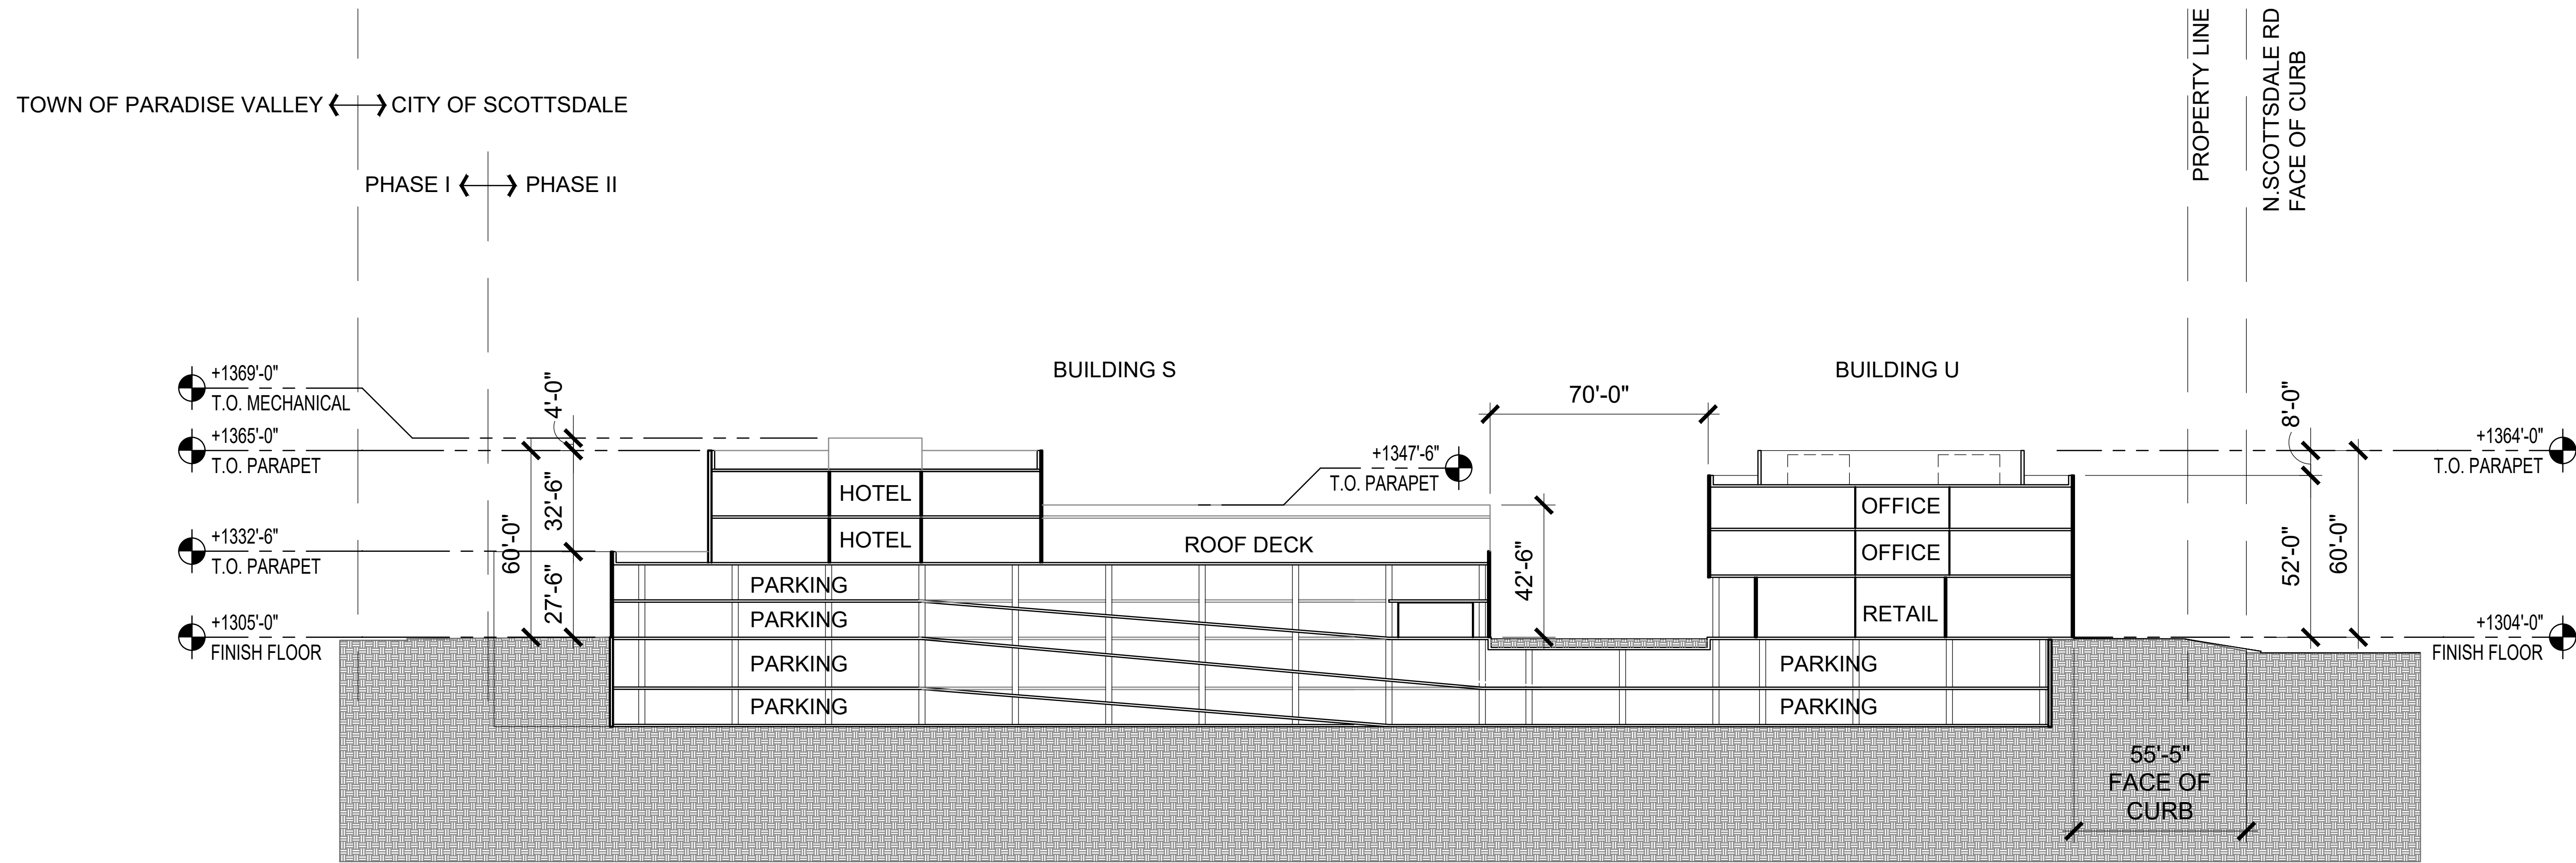 PROPERTY LINE
N.SCOTTSDALE RD
FACE OF CURB
TOWN OF PARADISE VALLEY
CITY OF SCOTTSDALE
PHASE I
PHASE II
BUILDING S
BUILDING U
+1369'-0"
T.O. MECHANICAL
+1365'-0"
T.O. PARAPET
+1332'-6"
T.O. PARAPET
+1305'-0"
FINISH FLOOR
60'-0"
4'-0"
32'-6"
27'-6"
HOTEL
HOTEL
ROOF DECK
PARKING
PARKING
PARKING
PARKING
+1347'-6"
T.O. PARAPET
42'-6"
70'-0"
OFFICE
OFFICE
RETAIL
PARKING
PARKING
8'-0"
52'-0"
60'-0"
+1364'-0"
T.O. PARAPET
+1304'-0"
FINISH FLOOR
55'-5"
FACE OF
CURB